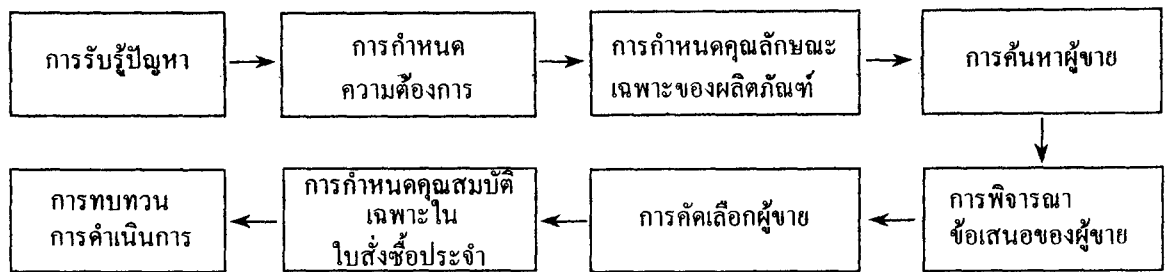 การรับรู้ปัญหา
การกำหนด
ความต้องการ
การกำหนดคุณลักษณะ
เฉพาะของผลิตภัณฑ์
การค้นหาผู้ขาย
การพิจารณา
ข้อเสนอของผู้ขาย
การคัดเลือกผู้ขาย
การกำหนดคุณสมบัติ
เฉพาะใน
ใบสั่งซื้อประจำ
การทบทวน
การดำเนินการ